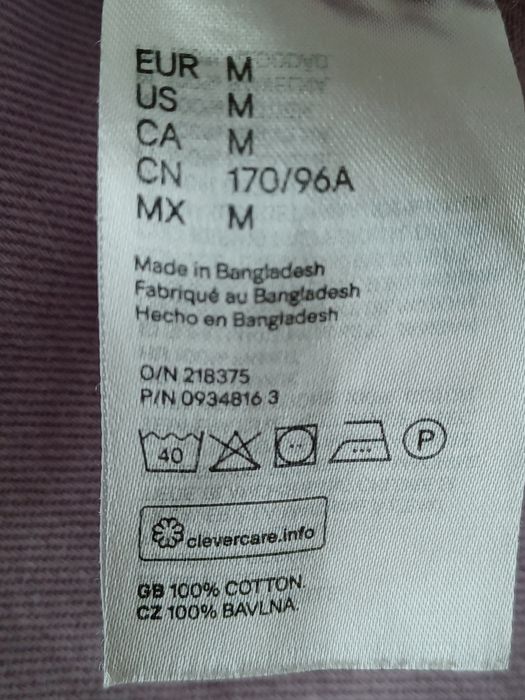 EUR M
US M
CA M
CN 170/96A
MX M
Made in Bangladesh
Fabriqué au Bangladesh
Hecho en Bangladesh
O/N 218375
P/N 0934816 3
40 P
clevercare.info
GB 100% COTTON.
CZ 100% BAVLNA.